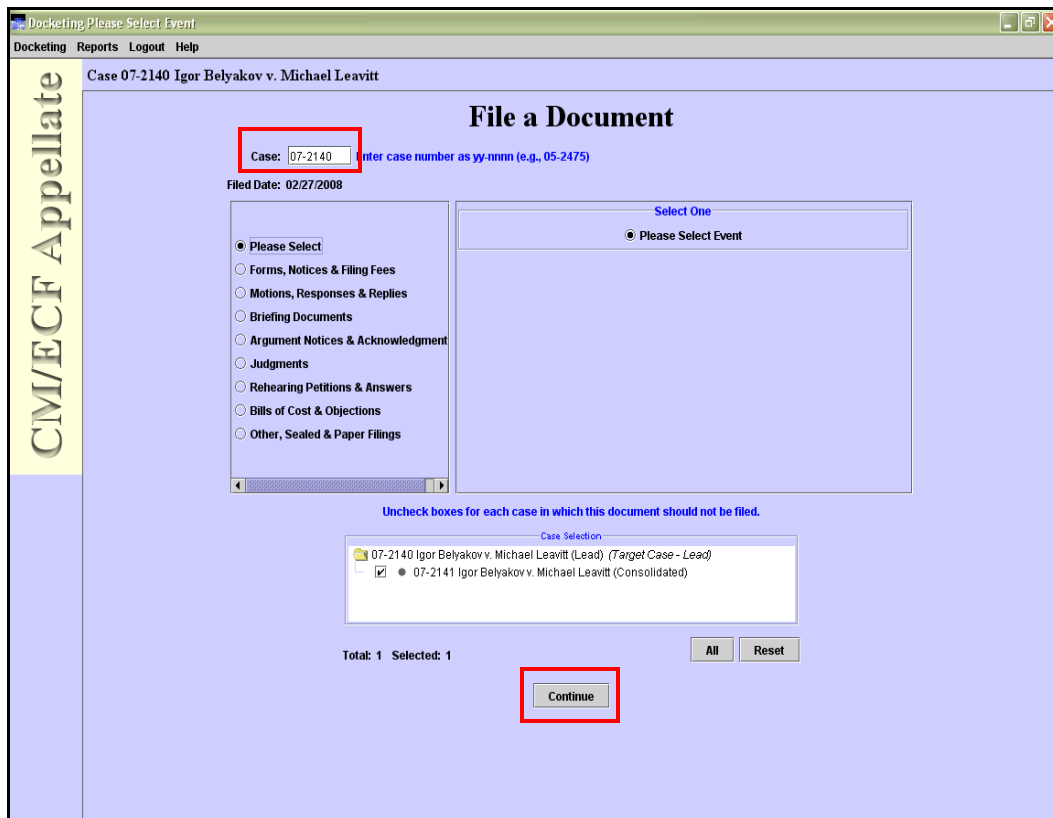 Docketing Please Select Event
Docketing Reports Logout Help
CM/ECF Appellate
Case 07-2140 Igor Belyakov v. Michael Leavitt
File a Document
Case: 07-2140 Enter case number as yy-nnnn (e.g., 05-2475)
Filed Date: 02/27/2008
Please Select
Forms, Notices & Filing Fees
Motions, Responses & Replies
Briefing Documents
Argument Notices & Acknowledgment
Judgments
Rehearing Petitions & Answers
Bills of Cost & Objections
Other, Sealed & Paper Filings
Select One
Please Select Event
Uncheck boxes for each case in which this document should not be filed.
Case Selection
07-2140 Igor Belyakov v. Michael Leavitt (Lead) (Target Case - Lead)
07-2141 Igor Belyakov v. Michael Leavitt (Consolidated)
Total: 1 Selected: 1
All Reset
Continue